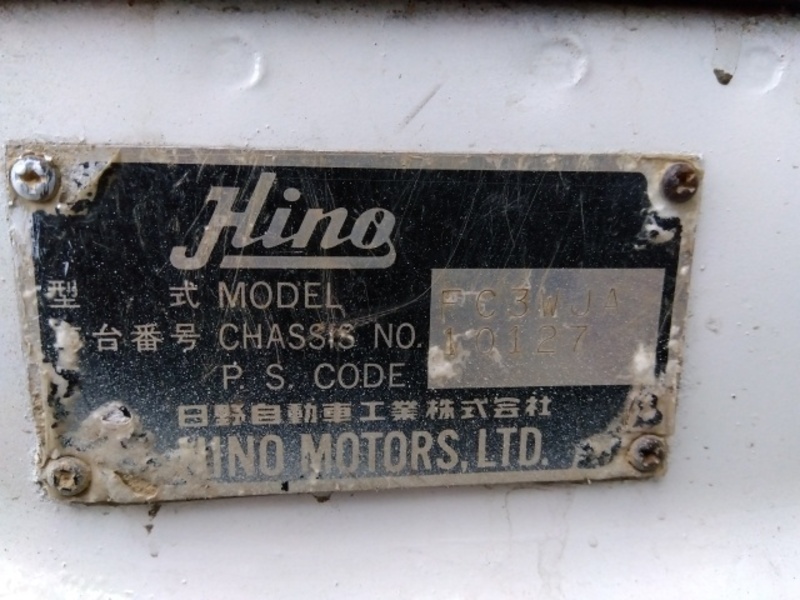 Hino
型 式 MODEL FC3WJA
台番号 CHASSIS NO. 10127
P. S. CODE
日野自動車工業株式会社
HINO MOTORS, LTD.